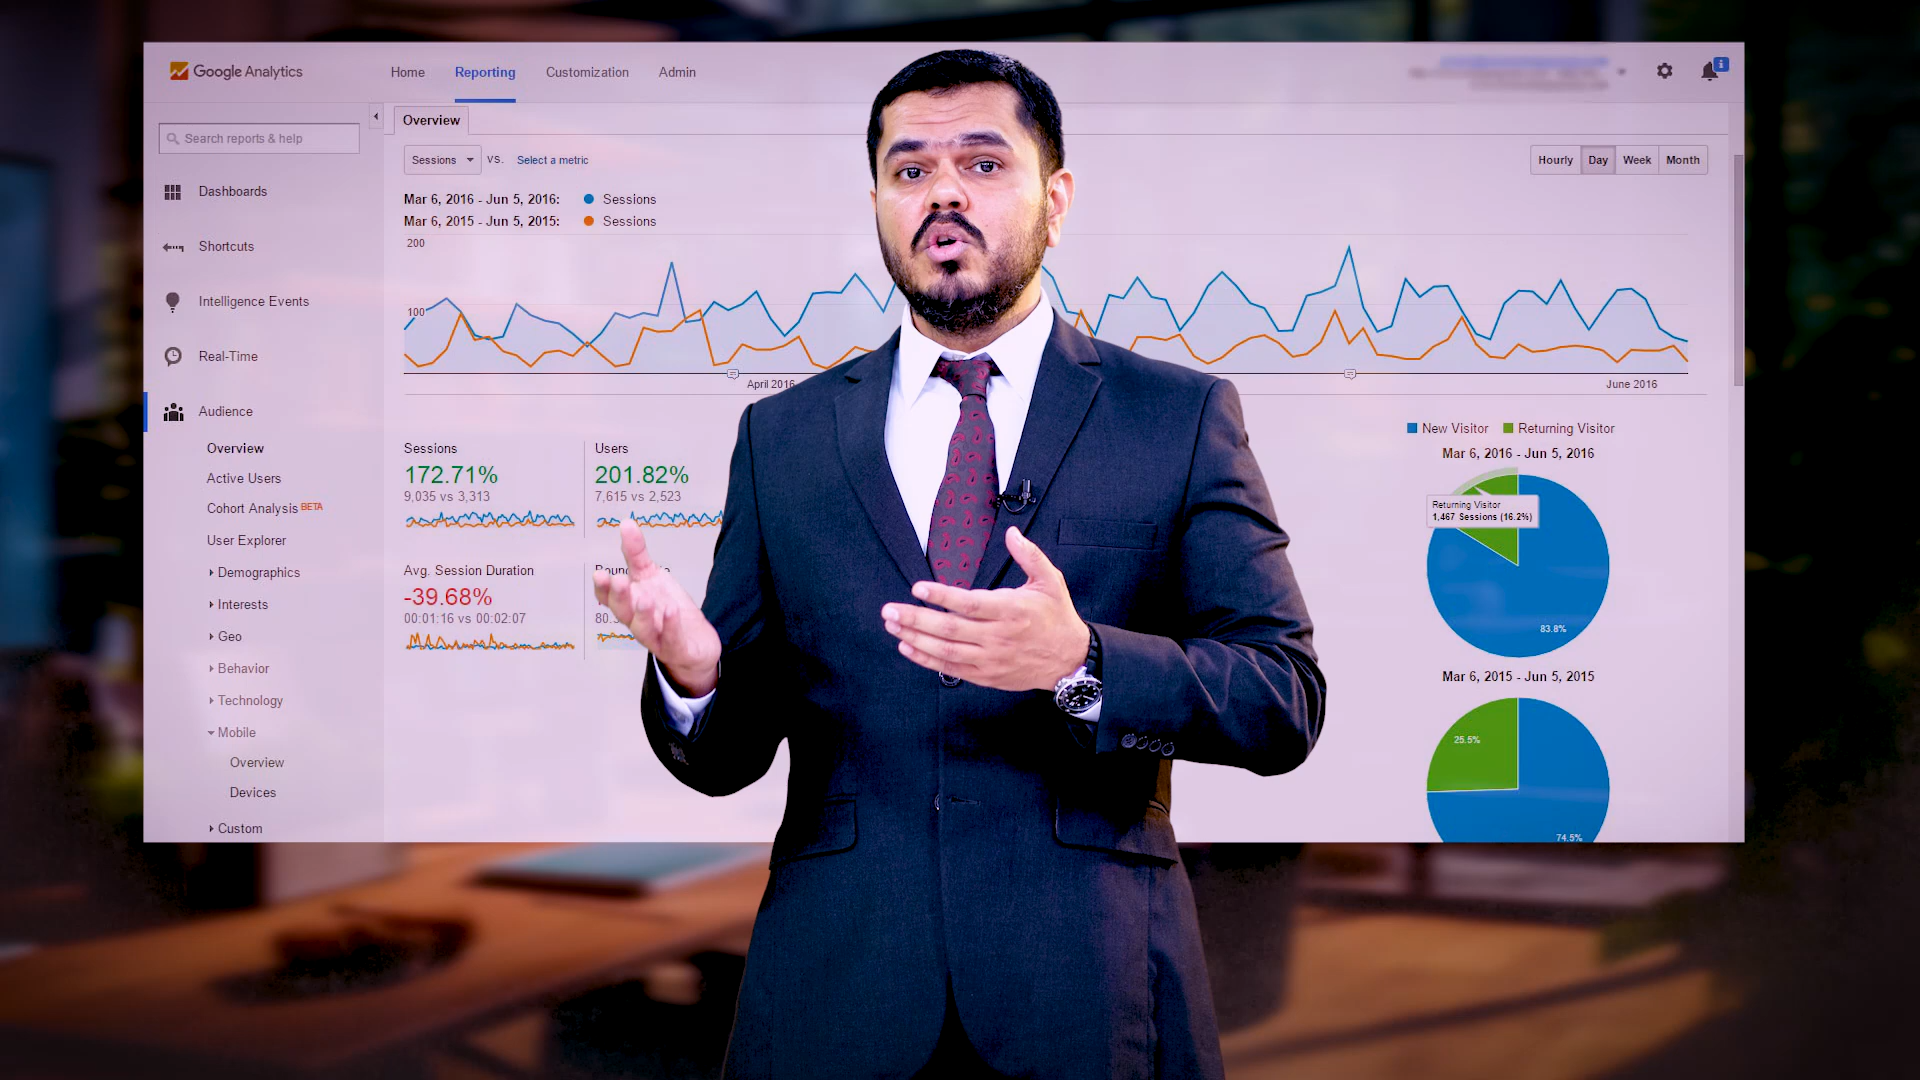 Google Analytics
Home Reporting Customization Admin
Search reports & help
Dashboards
Shortcuts
Intelligence Events
Real-Time
Audience
Overview
Active Users
Cohort Analysis BETA
User Explorer
Demographics
Interests
Geo
Behavior
Technology
Mobile
Overview
Devices
Custom
Overview
Sessions VS. Select a metric
Hourly Day Week Month
Mar 6, 2016 - Jun 5, 2016: Sessions
Mar 6, 2015 - Jun 5, 2015: Sessions
200
100
April 2016 June 2016
Sessions
172.71%
9,035 vs 3,313
Users
201.82%
7,615 vs 2,523
Avg. Session Duration
-39.68%
00:01:16 vs 00:02:07
New Visitor Returning Visitor
Mar 6, 2016 - Jun 5, 2016
Returning Visitor
1,467 Sessions (16.2%)
83.8%
Mar 6, 2015 - Jun 5, 2015
25.5%
74.5%